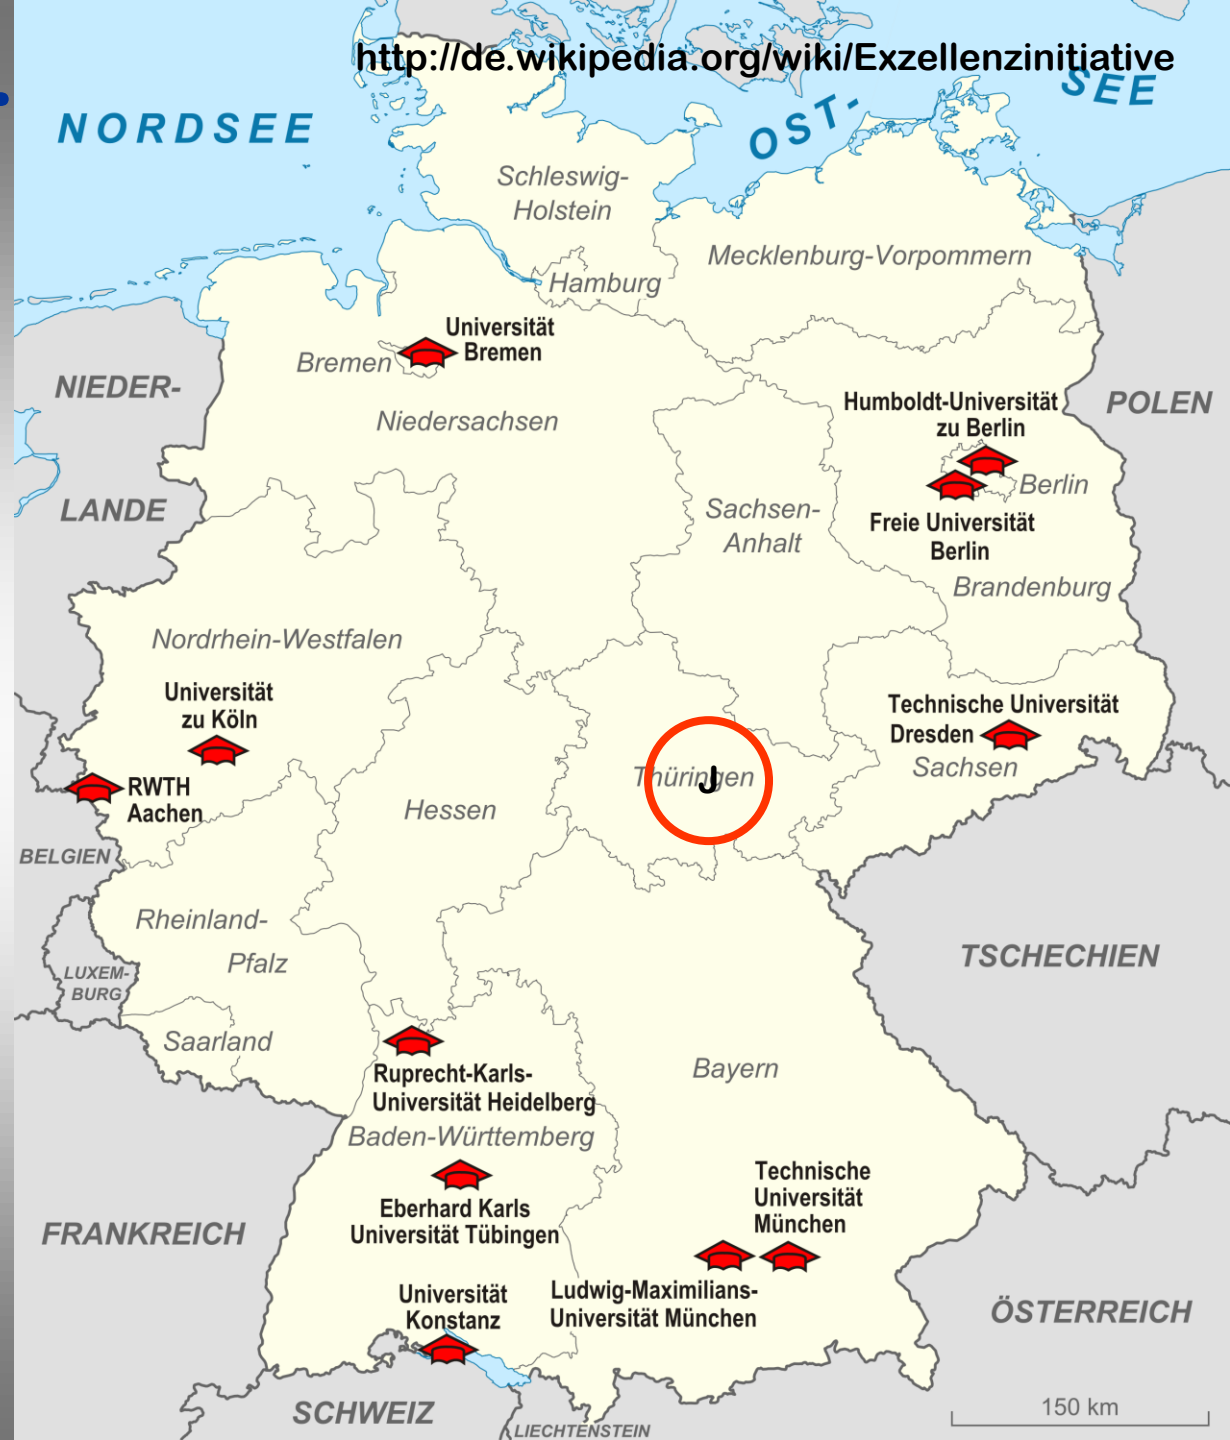 http://de.wikipedia.org/wiki/Exzellenzinitiative
NORDSEE
OST-
SEE
Schleswig-
Holstein
Hamburg
Mecklenburg-Vorpommern
Universität
Bremen
Bremen
Niedersachsen
NIEDER-
LANDE
POLEN
Humboldt-Universität
zu Berlin
Berlin
Freie Universität
Berlin
Sachsen-
Anhalt
Brandenburg
Nordrhein-Westfalen
Universität
zu Köln
RWTH
Aachen
Technische Universität
Dresden
Sachsen
Thüringen
J
Hessen
BELGIEN
Rheinland-
Pfalz
LUXEM-
BURG
Saarland
TSCHECHIEN
Ruprecht-Karls-
Universität Heidelberg
Baden-Württemberg
Bayern
Eberhard Karls
Universität Tübingen
Technische
Universität
München
FRANKREICH
Universität
Konstanz
Ludwig-Maximilians-
Universität München
ÖSTERREICH
SCHWEIZ
LIECHTENSTEIN
150 km